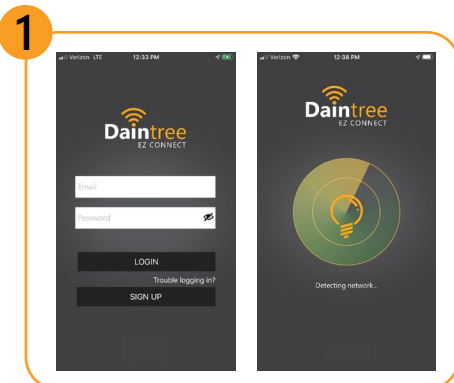 1
Verizon LTE 12:33 PM
Daintree
EZ CONNECT
Email
Password
LOGIN
Trouble logging in?
SIGN UP
Verizon 12:38 PM
Daintree
EZ CONNECT
Detecting network...